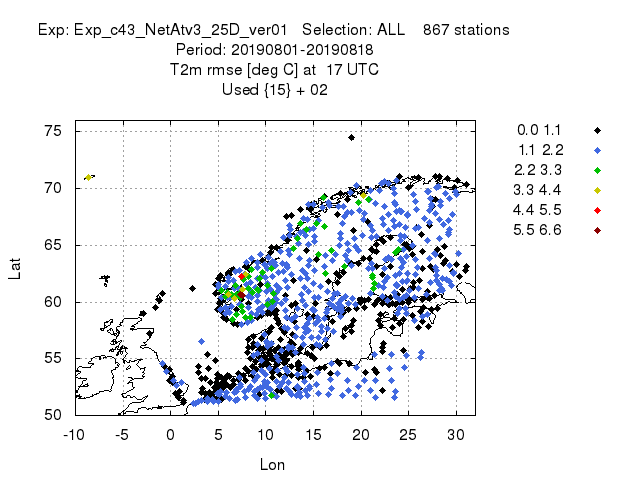 Exp: Exp_c43_NetAtv3_25D_ver01 Selection: ALL 867 stations
Period: 20190801-20190818
T2m rmse [deg C] at 17 UTC
Used {15} + 02
75
70
65
60
55
50
Lat
-10 -5 0 5 10 15 20 25 30
Lon
0.0 1.1
1.1 2.2
2.2 3.3
3.3 4.4
4.4 5.5
5.5 6.6